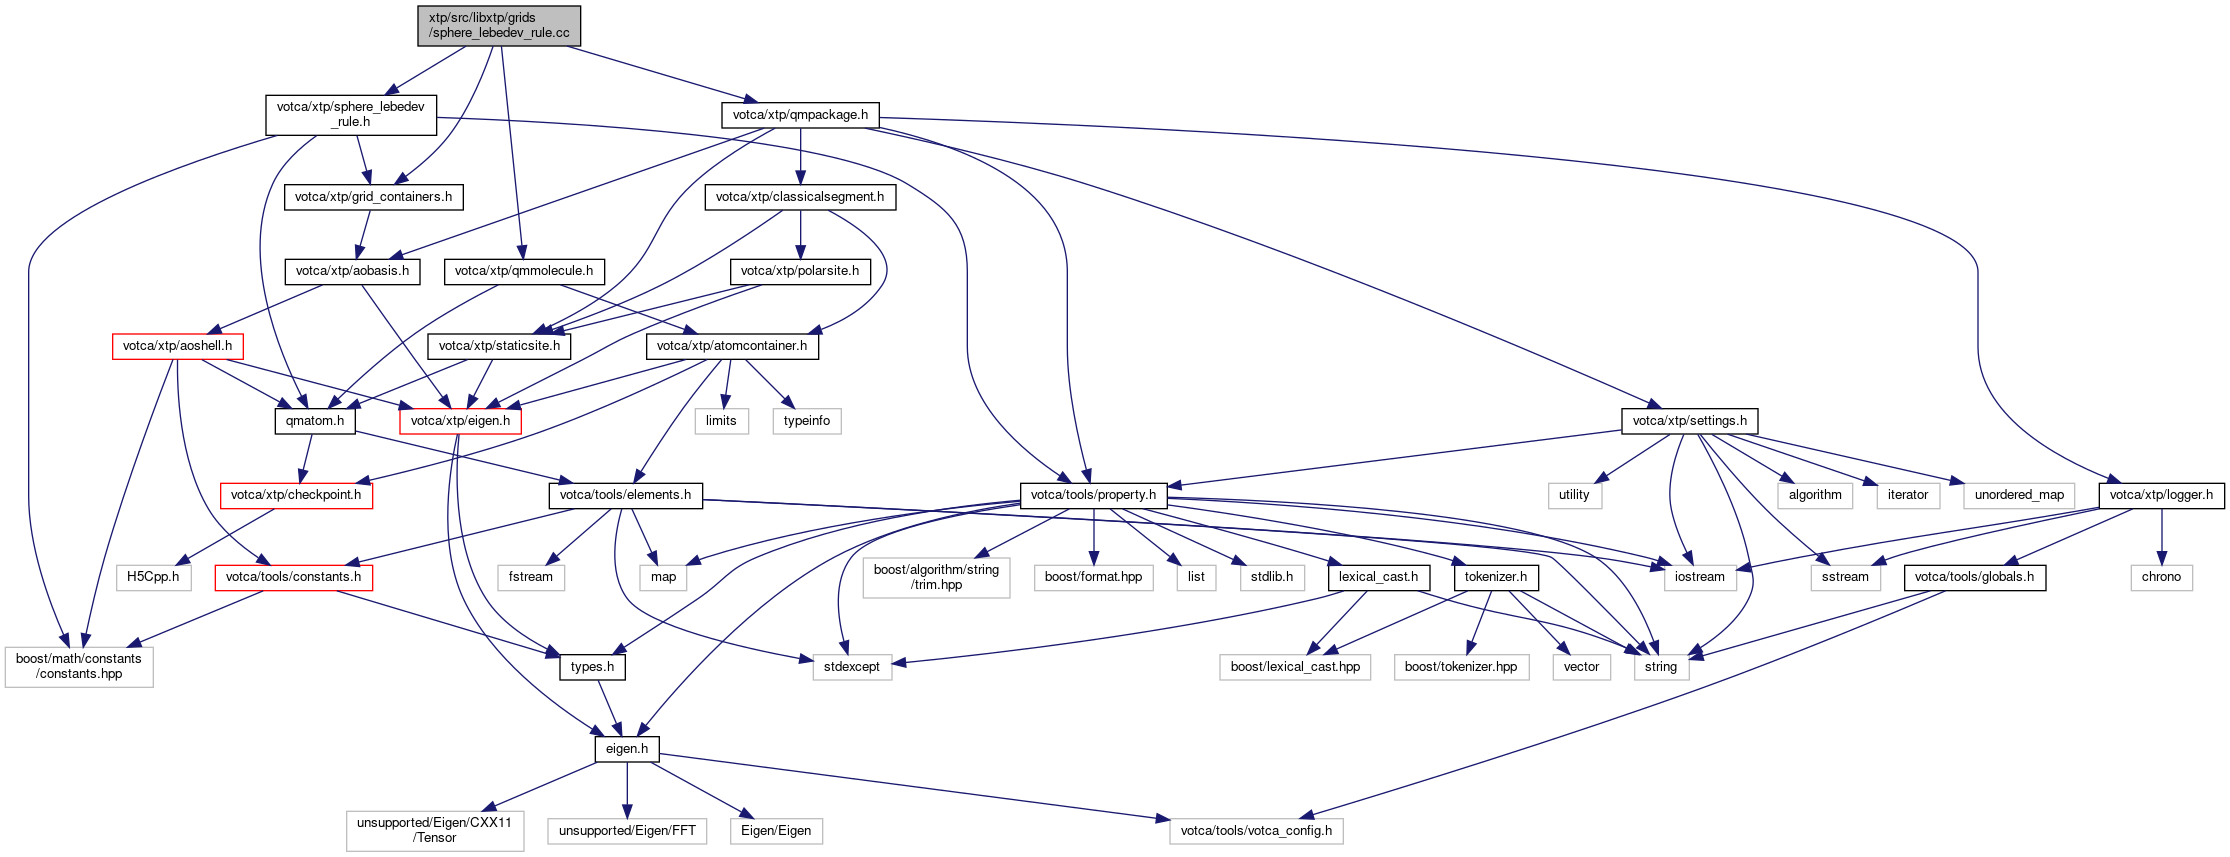 xtp/src/libxtp/grids
/sphere_lebedev_rule.cc
votca/xtp/sphere_lebedev
_rule.h
votca/xtp/qmpackage.h
votca/xtp/grid_containers.h
votca/xtp/classicalsegment.h
votca/xtp/aobasis.h
votca/xtp/qmmolecule.h
votca/xtp/polarsite.h
votca/xtp/aoshell.h
votca/xtp/staticsite.h
votca/xtp/atomcontainer.h
qmatom.h
votca/xtp/eigen.h
limits
typeinfo
votca/xtp/settings.h
votca/xtp/checkpoint.h
votca/tools/elements.h
votca/tools/property.h
utility
algorithm
iterator
unordered_map
votca/xtp/logger.h
H5Cpp.h
votca/tools/constants.h
fstream
map
boost/algorithm/string
/trim.hpp
boost/format.hpp
list
stdlib.h
lexical_cast.h
tokenizer.h
iostream
sstream
votca/tools/globals.h
chrono
boost/math/constants
/constants.hpp
types.h
stdexcept
boost/lexical_cast.hpp
boost/tokenizer.hpp
vector
string
eigen.h
unsupported/Eigen/CXX11
/Tensor
unsupported/Eigen/FFT
Eigen/Eigen
votca/tools/votca_config.h